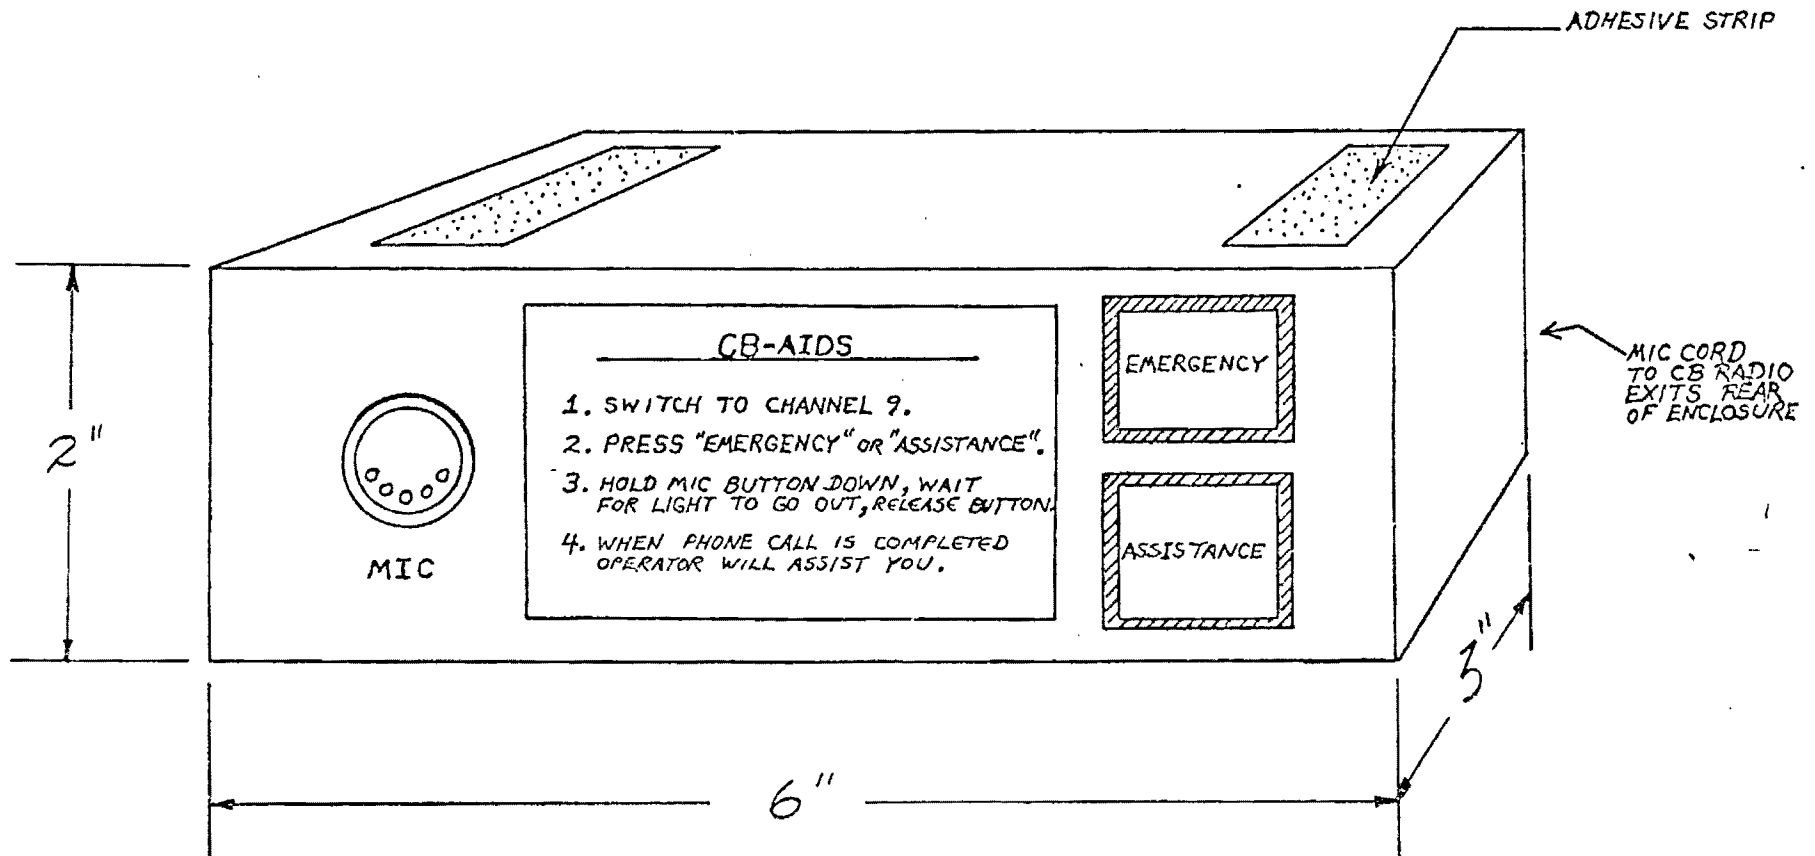 ADHESIVE STRIP
CB-AIDS
1. SWITCH TO CHANNEL 9.
2. PRESS "EMERGENCY" OR "ASSISTANCE".
3. HOLD MIC BUTTON DOWN, WAIT
FOR LIGHT TO GO OUT, RELEASE BUTTON.
4. WHEN PHONE CALL IS COMPLETED
OPERATOR WILL ASSIST YOU.
MIC
EMERGENCY
ASSISTANCE
MIC CORD
TO CB RADIO
EXITS REAR
OF ENCLOSURE
2"
3"
6"